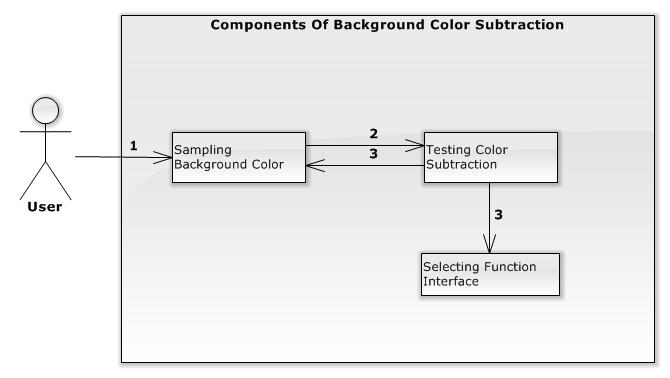 Components Of Background Color Subtraction
1
2
3
Sampling
Background Color
Testing Color
Subtraction
User
3
Selecting Function
Interface